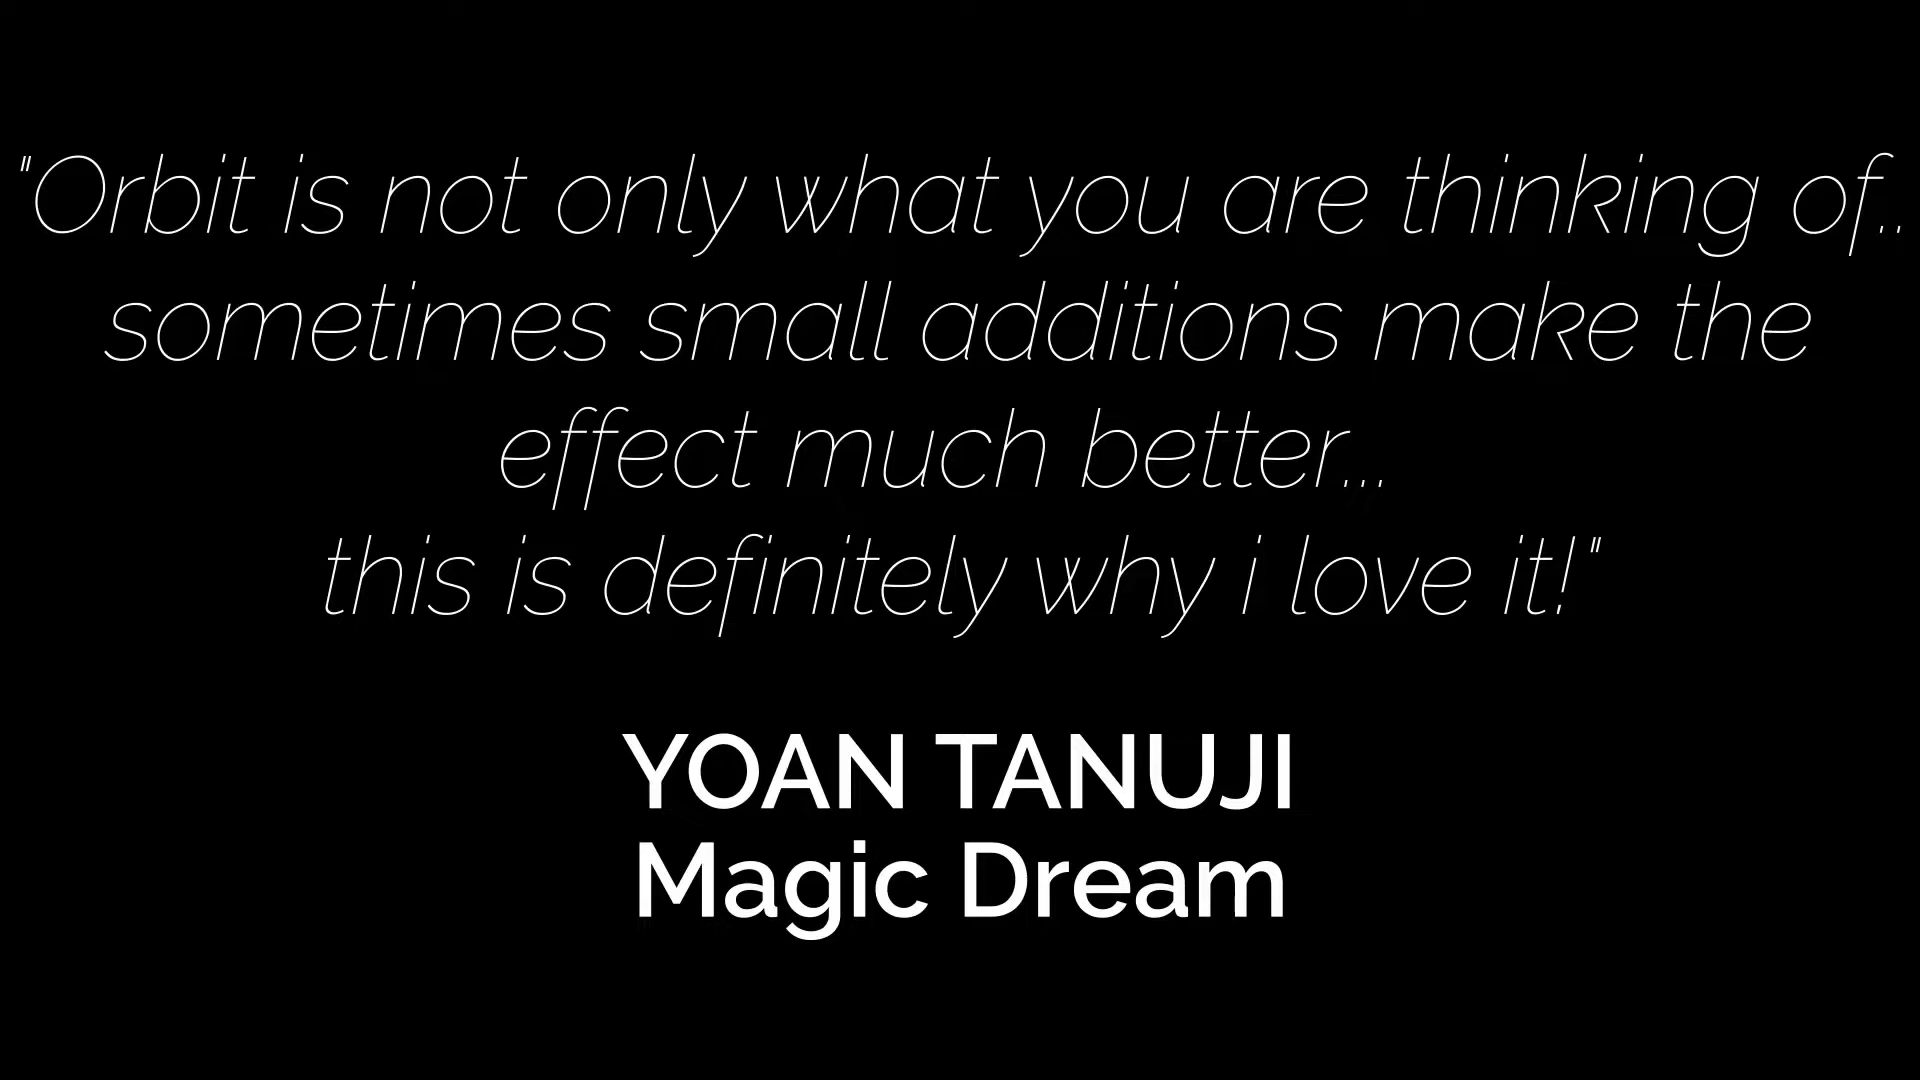 "Orbit is not only what you are thinking of..
sometimes small additions make the
effect much better...
this is definitely why i love it!"
YOAN TANUJI
Magic Dream